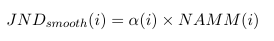 JND_{smooth}(i) = α(i) × NAMM(i)